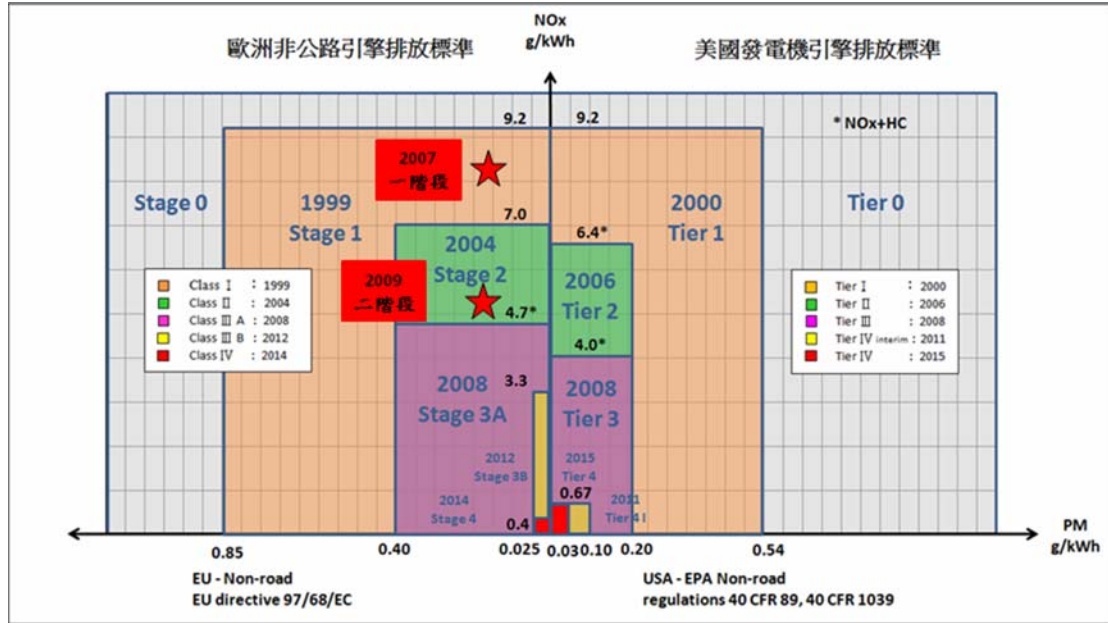 NOx
g/kWh
歐洲非公路引擎排放標準
美國發電機引擎排放標準
9.2
9.2
* NOx+HC
2007
一階段
Stage 0
1999
Stage 1
7.0
2000
Tier 1
Tier 0
6.4*
2004
Stage 2
2009
二階段
4.7*
2006
Tier 2
Class Ⅰ : 1999
Class Ⅱ : 2004
Class Ⅲ A : 2008
Class Ⅲ B : 2012
Class Ⅳ : 2014
Tier Ⅰ : 2000
Tier Ⅱ : 2006
Tier Ⅲ : 2008
Tier Ⅳ interim : 2011
Tier Ⅳ : 2015
4.0*
2008
Stage 3A
3.3
2008
Tier 3
2012
Stage 3B
2015
Tier 4
2014
Stage 4
0.4
0.67
2011
Tier 4 I
PM
g/kWh
0.85
0.40
0.025
0.03
0.10
0.20
0.54
EU - Non-road
EU directive 97/68/EC
USA - EPA Non-road
regulations 40 CFR 89, 40 CFR 1039